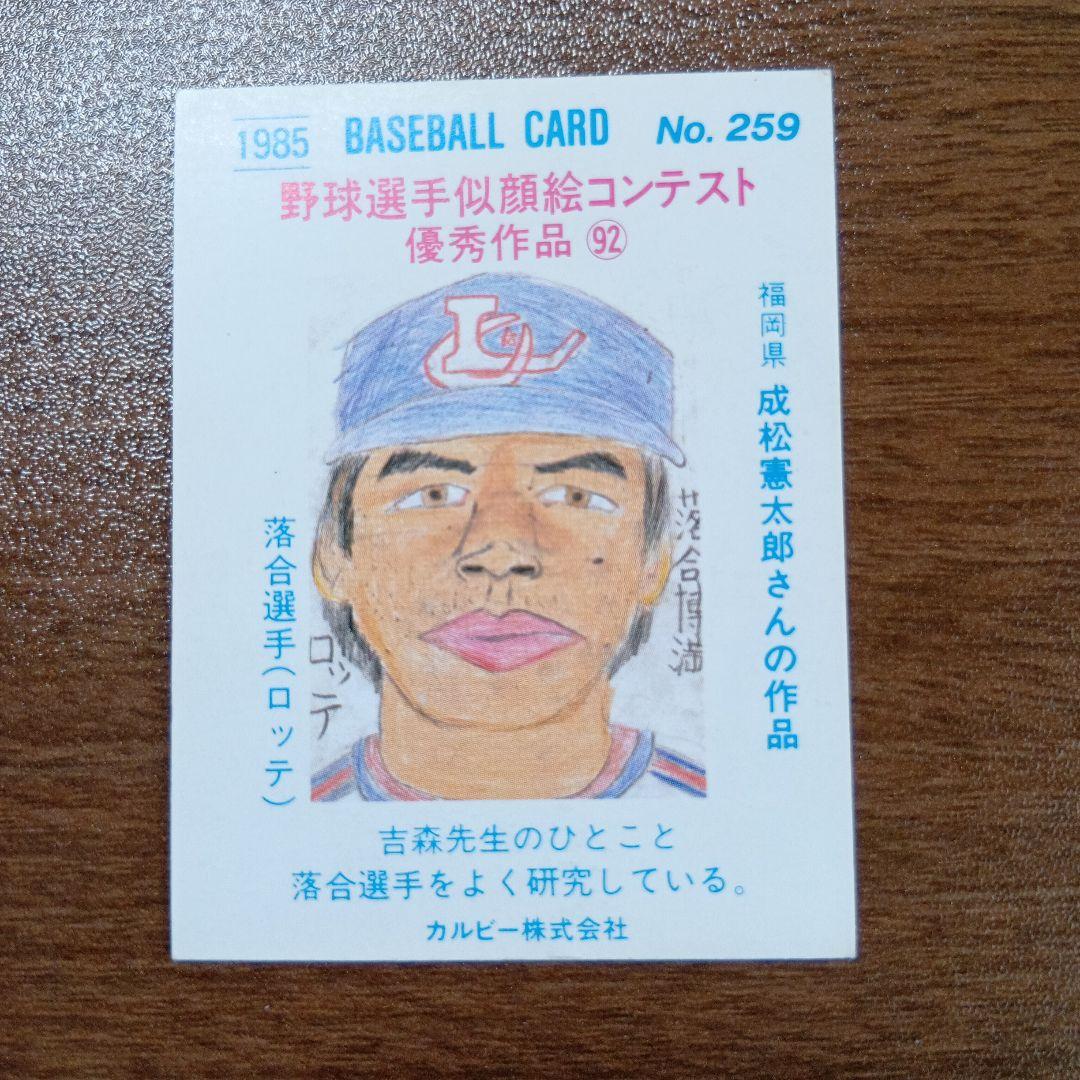 1985 BASEBALL CARD No. 259
野球選手似顔絵コンテスト
優秀作品 ㊒
福岡県 成松憲太郎さんの作品
落合選手(ロッテ)
落合博満
ロッテ
吉森先生のひとこと
落合選手をよく研究している。
カルビー株式会社